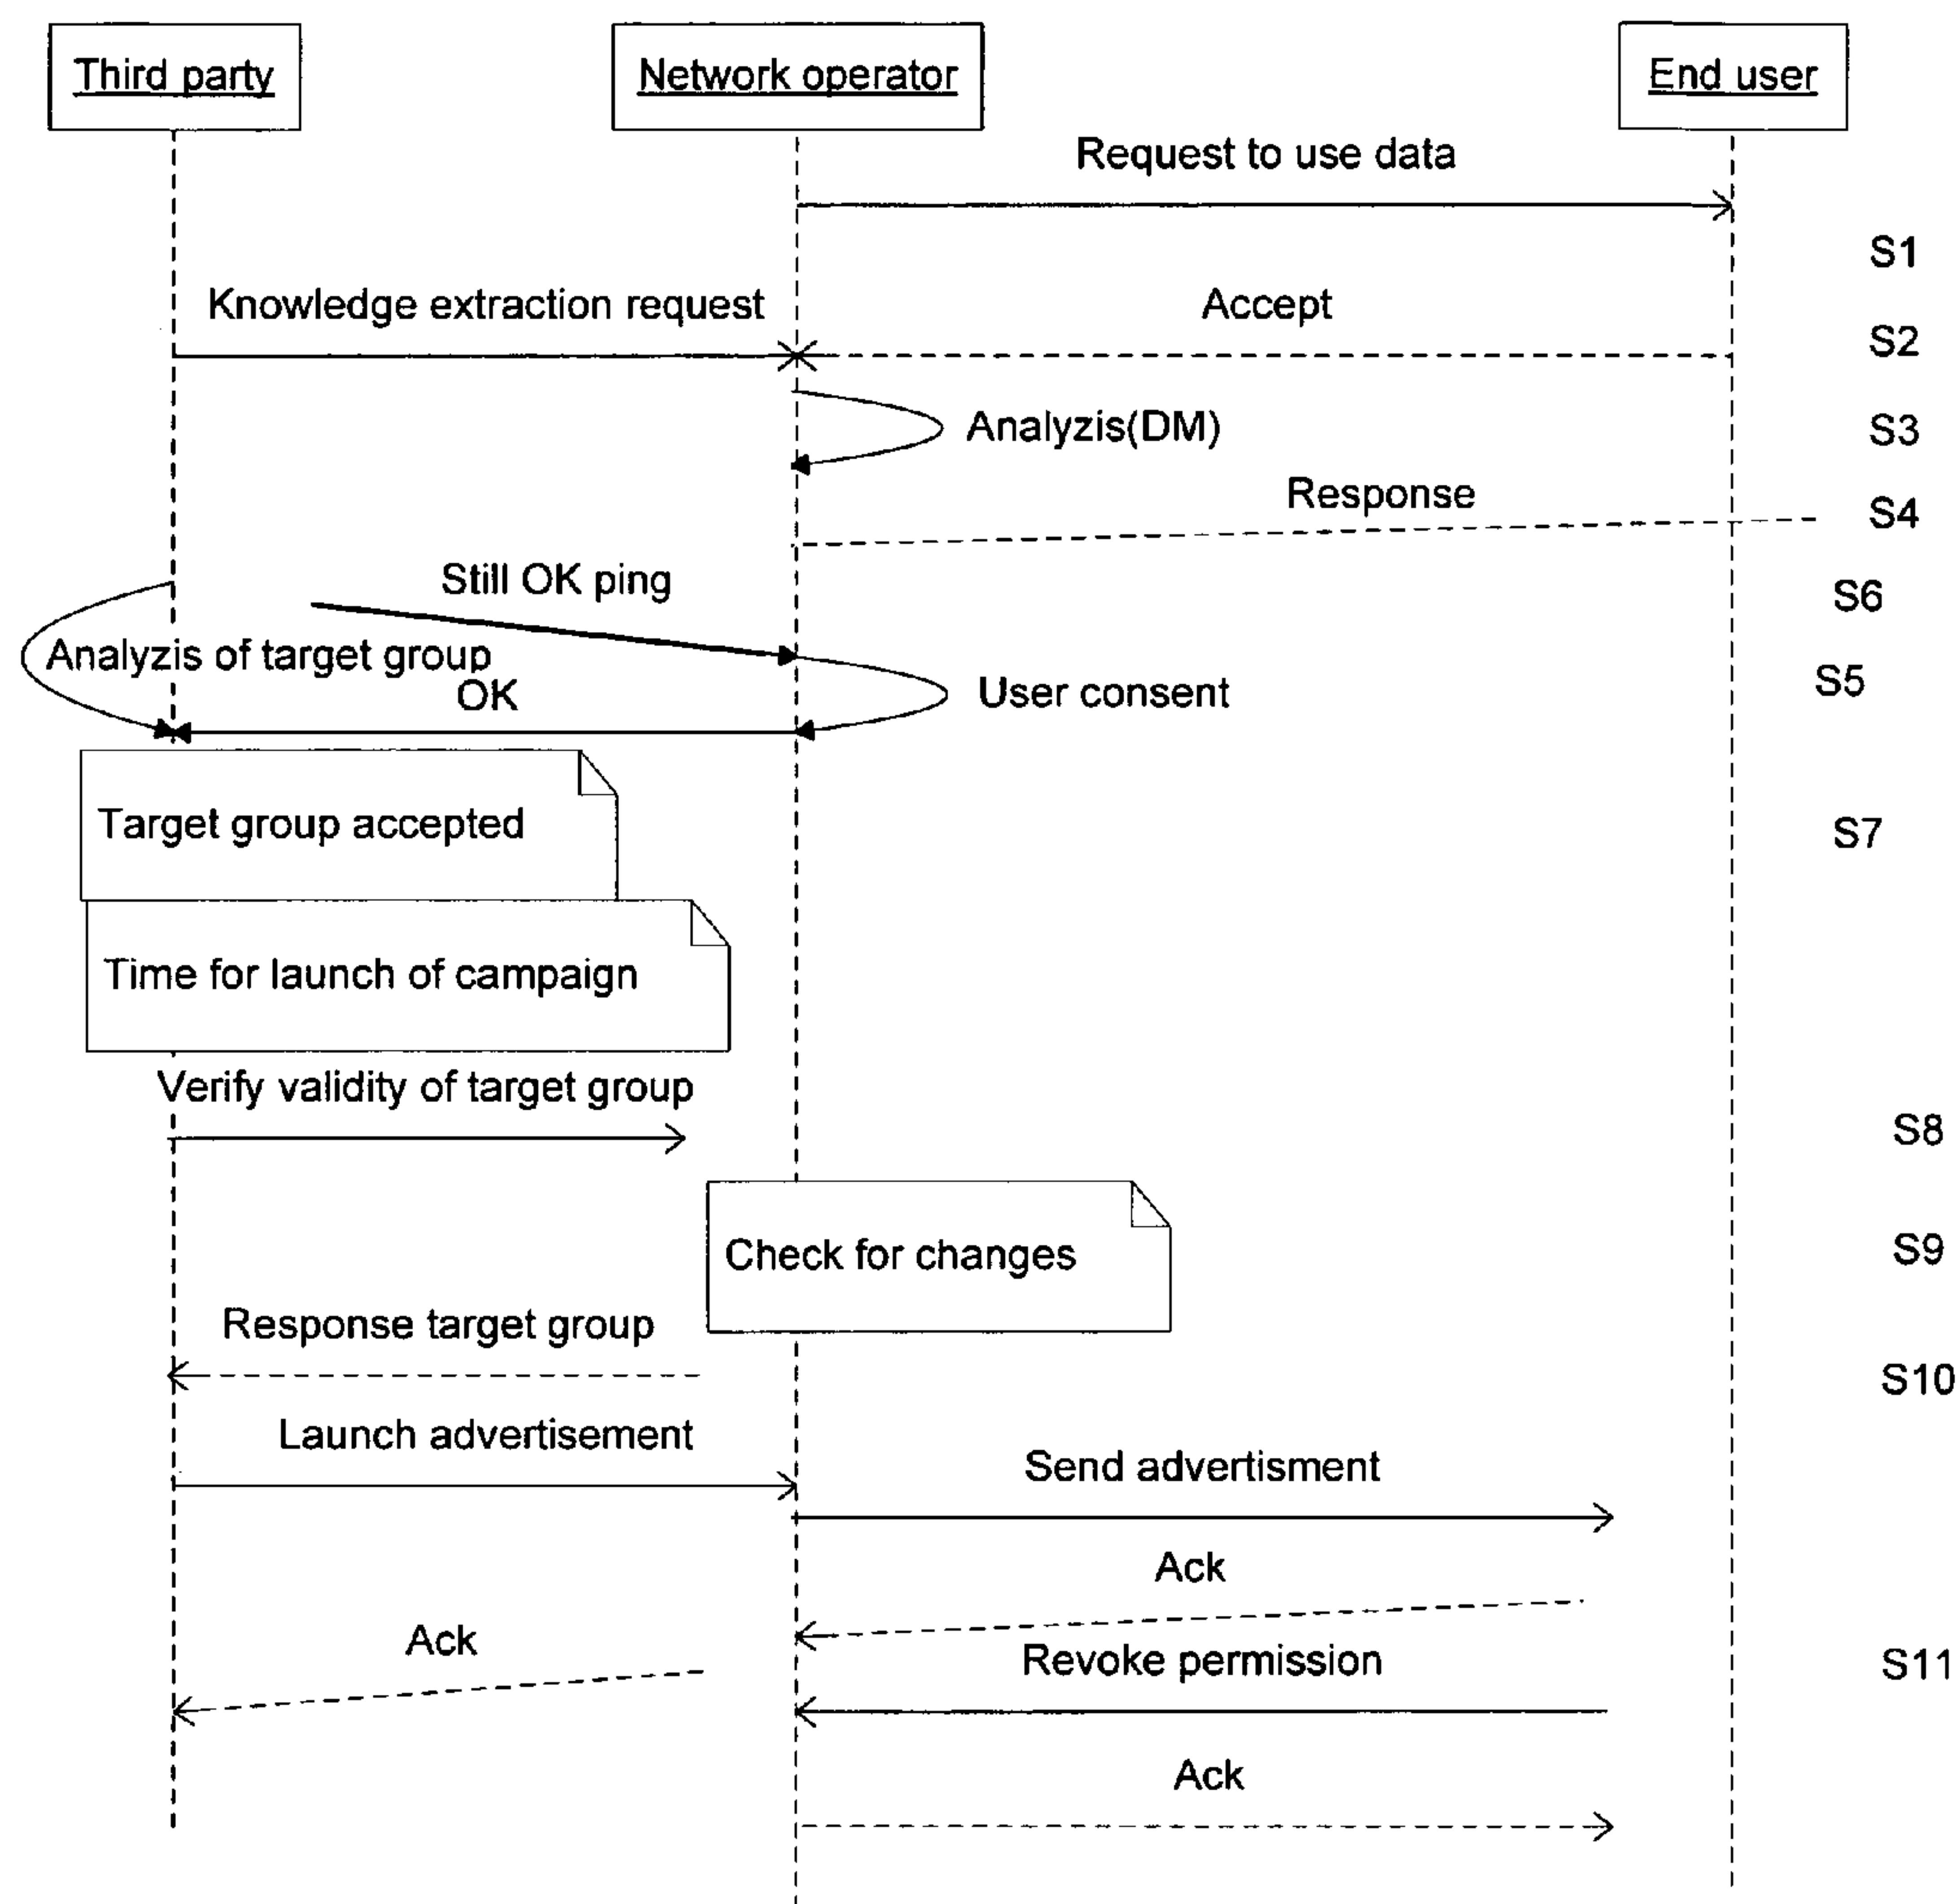 Third party
Network operator
End user
Request to use data
S1
Knowledge extraction request
Accept
S2
Analyzis(DM)
S3
Response
S4
Still OK ping
S6
Analyzis of target group
OK
User consent
S5
Target group accepted
S7
Time for launch of campaign
Verify validity of target group
S8
Check for changes
S9
Response target group
S10
Launch advertisement
Send advertisment
Ack
Ack
Revoke permission
S11
Ack